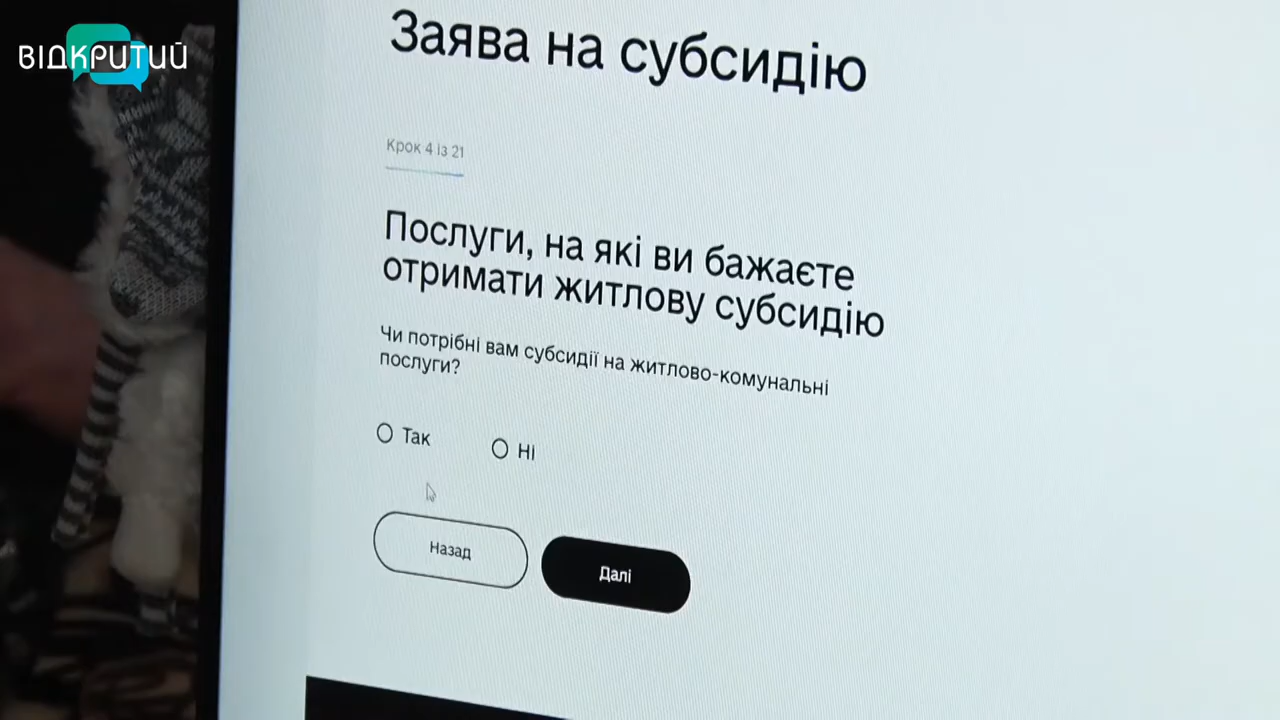 ВІДКРИТИЙ
Заява на субсидію
Крок 4 із 21
Послуги, на які ви бажаєте
отримати житлову субсидію
Чи потрібні вам субсидії на житлово-комунальні
послуги?
Так
Ні
Назад
Далі